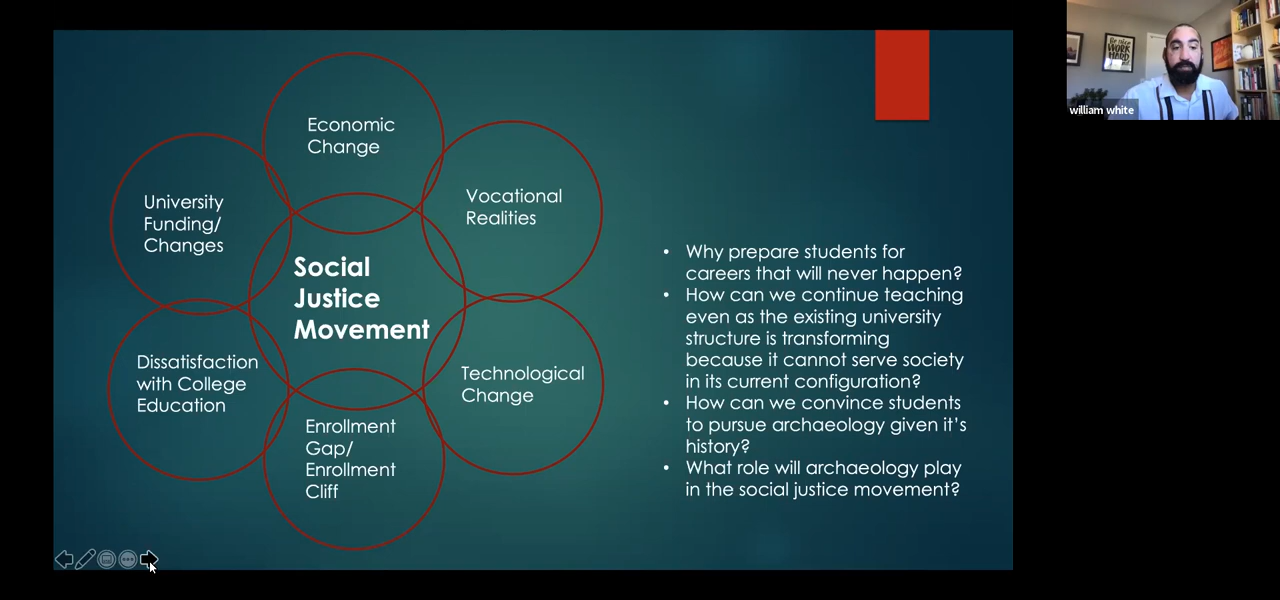 Economic
Change
University
Funding/
Changes
Vocational
Realities
Social
Justice
Movement
Dissatisfaction
with College
Education
Technological
Change
Enrollment
Gap/
Enrollment
Cliff
• Why prepare students for
careers that will never happen?
• How can we continue teaching
even as the existing university
structure is transforming
because it cannot serve society
in its current configuration?
• How can we convince students
to pursue archaeology given it's
history?
• What role will archaeology play
in the social justice movement?
WORK
HARD
william white